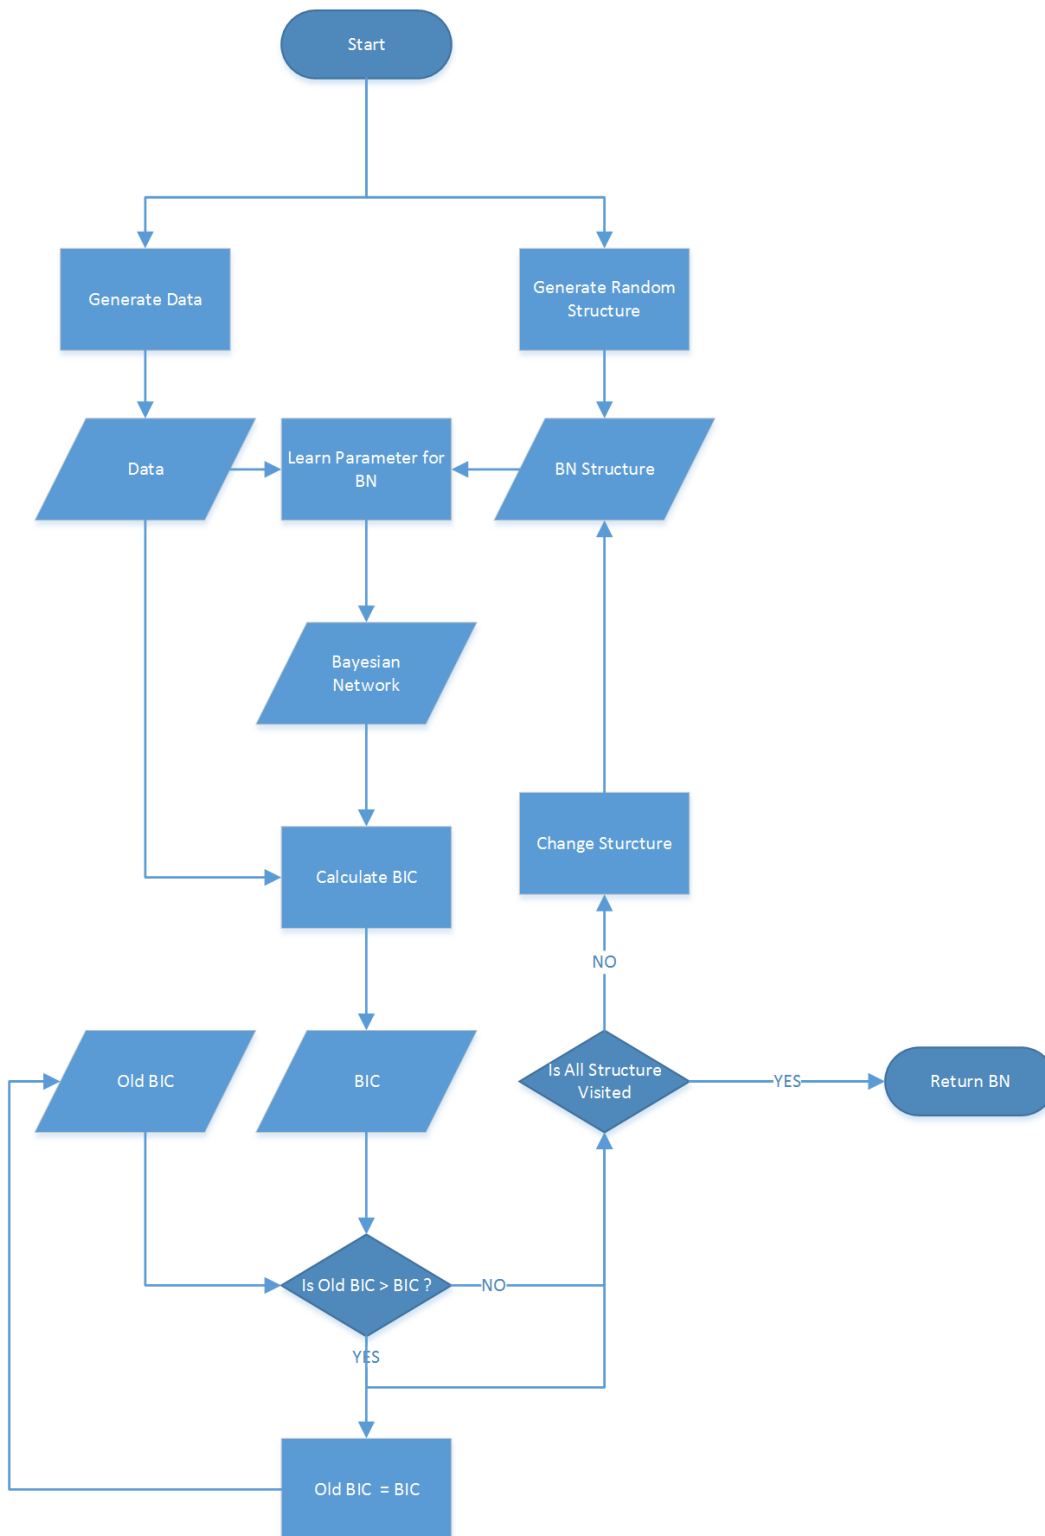 Start
Generate Data
Generate Random
Structure
Data
Learn Parameter for
BN
BN Structure
Bayesian
Network
Change Sturcture
Calculate BIC
NO
Old BIC
BIC
Is All Structure
Visited
YES
Return BN
Is Old BIC > BIC ?
NO
YES
Old BIC = BIC